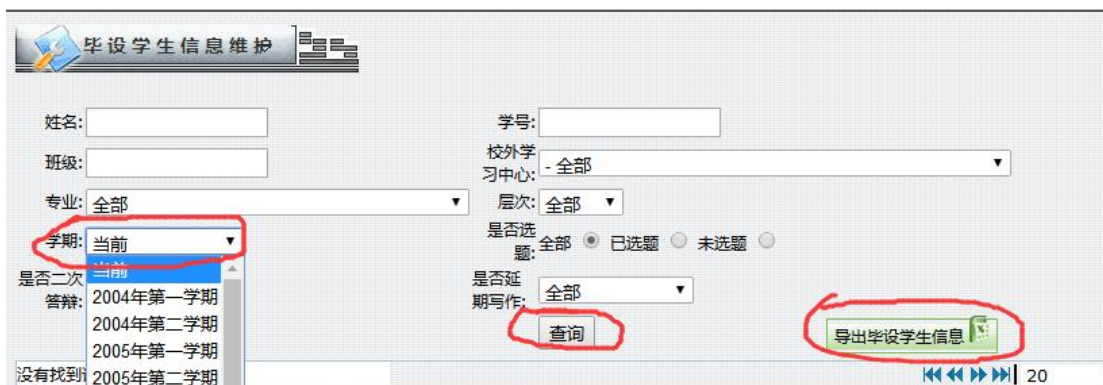 毕设学生信息维护
姓名:
学号:
班级:
校外学
习中心:
- 全部
专业: 全部
层次: 全部
学期: 当前
是否选
题:
全部 已选题 未选题
当前
是否二次
答辩:
2004年第一学期
2004年第二学期
2005年第一学期
2005年第二学期
是否延
期写作:
全部
查询
导出毕设学生信息
没有找到
20